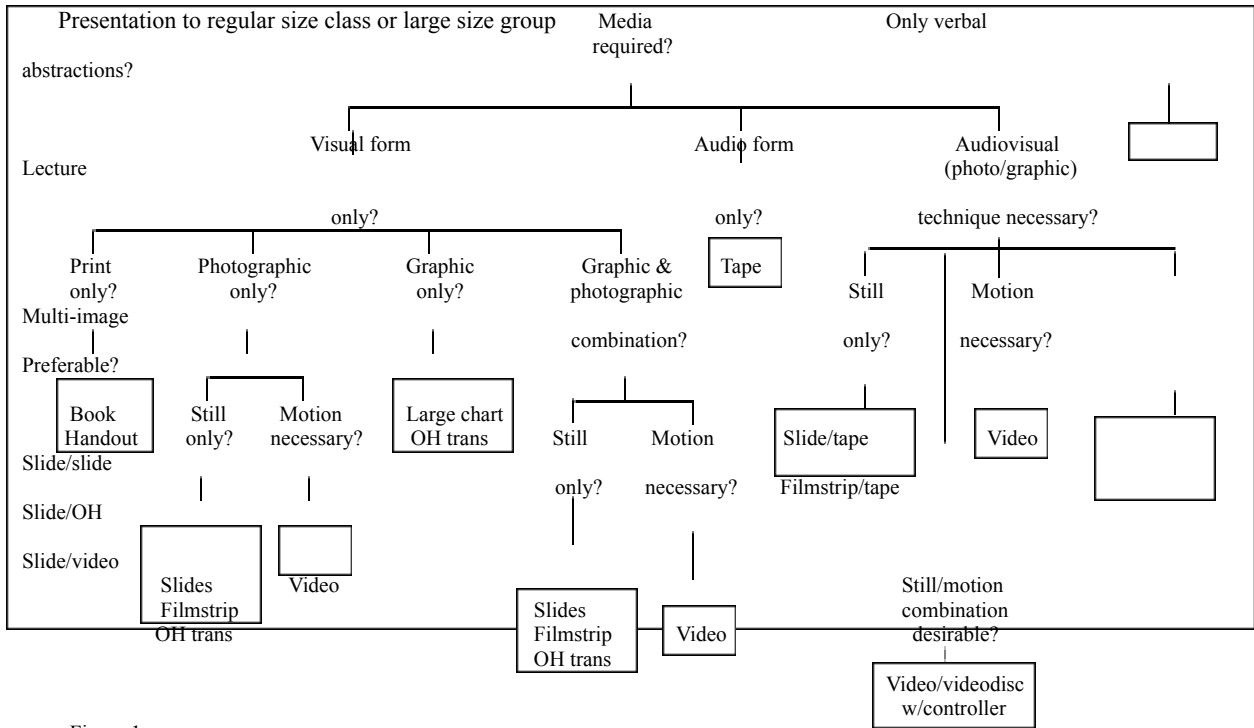 Presentation to regular size class or large size group Media Only verbal
required?
abstractions?
Visual form Audio form Audiovisual
Lecture (photo/graphic)
only? only? technique necessary?
Print Photographic Graphic Graphic & Tape Still Motion
only? only? only? photographic
Multi-image
combination? only? necessary?
Preferable?
Book Still Motion Large chart Slide/tape Video
Handout only? necessary? OH trans Still Motion
Slide/slide
only? necessary? Filmstrip/tape
Slide/OH
Slide/video
Slides Video Still/motion
Filmstrip Slides combination
OH trans Filmstrip Video desirable?
OH trans
Video/videodisc
w/controller